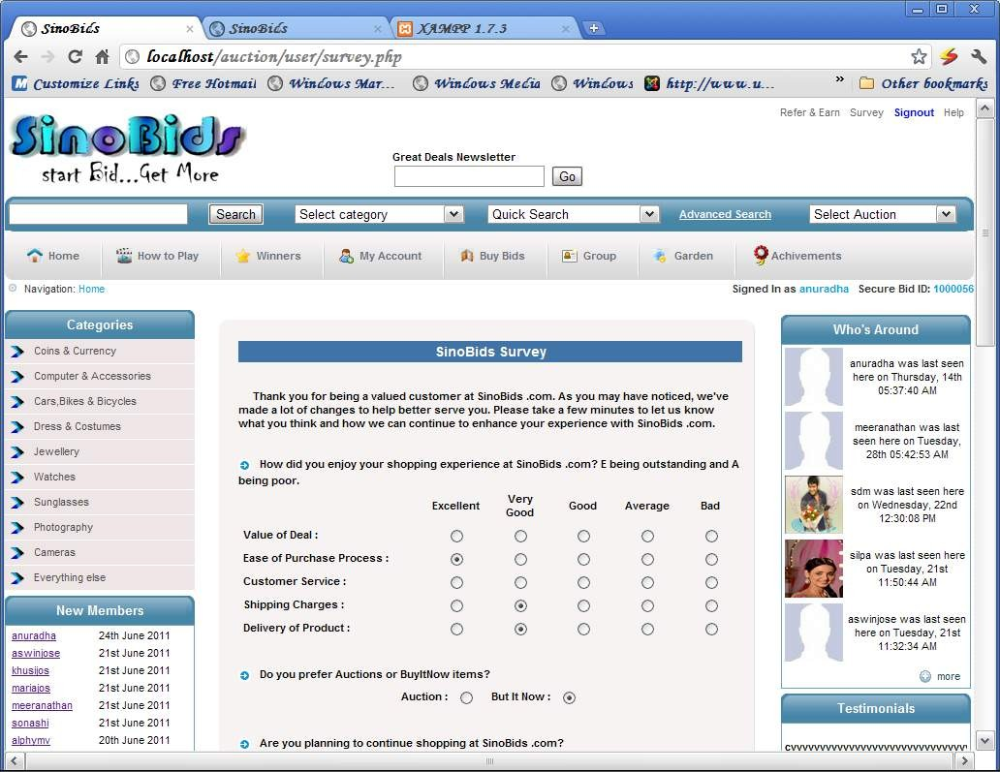 SinoBids
SinoBids
XAMPP 1.7.3
localhost/auction/user/survey.php
Customize Links
Free Hotmail
Windows Mar...
Windows Media
Windows
http://www.u...
»
Other bookmarks
SinoBids
start Bid...Get More
Refer & Earn Survey Signout Help
Great Deals Newsletter
Go
Search
Select category
Quick Search
Advanced Search
Select Auction
Home
How to Play
Winners
My Account
Buy Bids
Group
Garden
Achivements
Navigation: Home
Signed In as anuradha Secure Bid ID: 1000056
Categories
Coins & Currency
Computer & Accessories
Cars,Bikes & Bicycles
Dress & Costumes
Jewellery
Watches
Sunglasses
Photography
Cameras
Everything else
New Members
anuradha 24th June 2011
aswinjose 21st June 2011
khusijos 21st June 2011
mariajos 21st June 2011
meeranathan 21st June 2011
sonashi 21st June 2011
alphymv 20th June 2011
SinoBids Survey
Thank you for being a valued customer at SinoBids .com. As you may have noticed, we've
made a lot of changes to help better serve you. Please take a few minutes to let us know
what you think and how we can continue to enhance your experience with SinoBids .com.
How did you enjoy your shopping experience at SinoBids .com? E being outstanding and A
being poor.
Excellent Very Good Good Average Bad
Value of Deal :
Ease of Purchase Process :
Customer Service :
Shipping Charges :
Delivery of Product :
Do you prefer Auctions or BuyItNow items?
Auction : But It Now :
Are you planning to continue shopping at SinoBids .com?
Who's Around
anuradha was last seen
here on Thursday, 14th
05:37:40 AM
meeranathan was last
seen here on Tuesday,
28th 05:42:53 AM
sdm was last seen here
on Wednesday, 22nd
12:30:08 PM
silpa was last seen here
on Tuesday, 21st
11:50:44 AM
aswinjose was last seen
here on Tuesday, 21st
11:32:34 AM
more
Testimonials